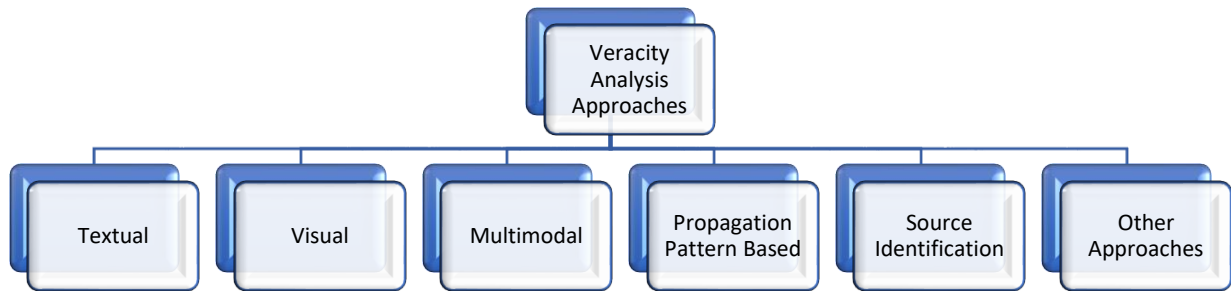 Veracity
Analysis
Approaches
Textual
Visual
Multimodal
Propagation
Pattern Based
Source
Identification
Other
Approaches